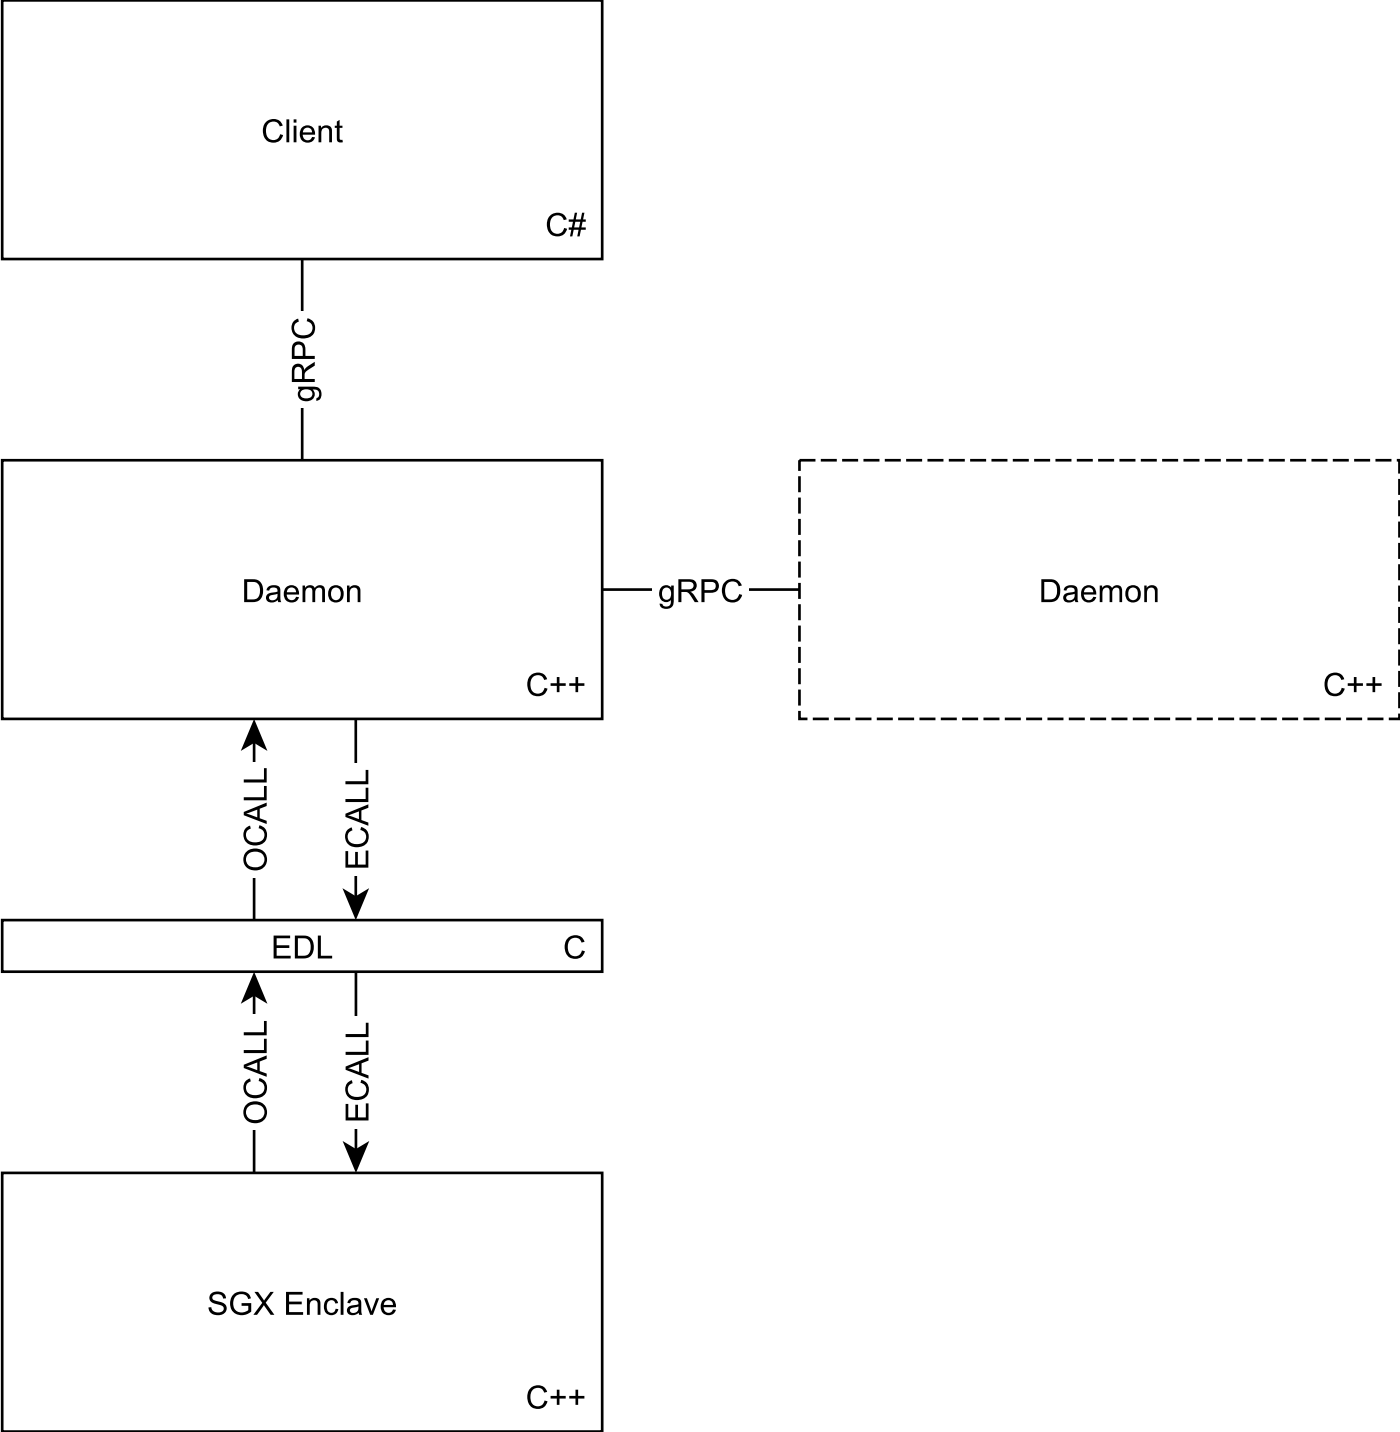 Client
C#
gRPC
Daemon
C++
gRPC
Daemon
C++
OCALL
ECALL
EDL
C
OCALL
ECALL
SGX Enclave
C++